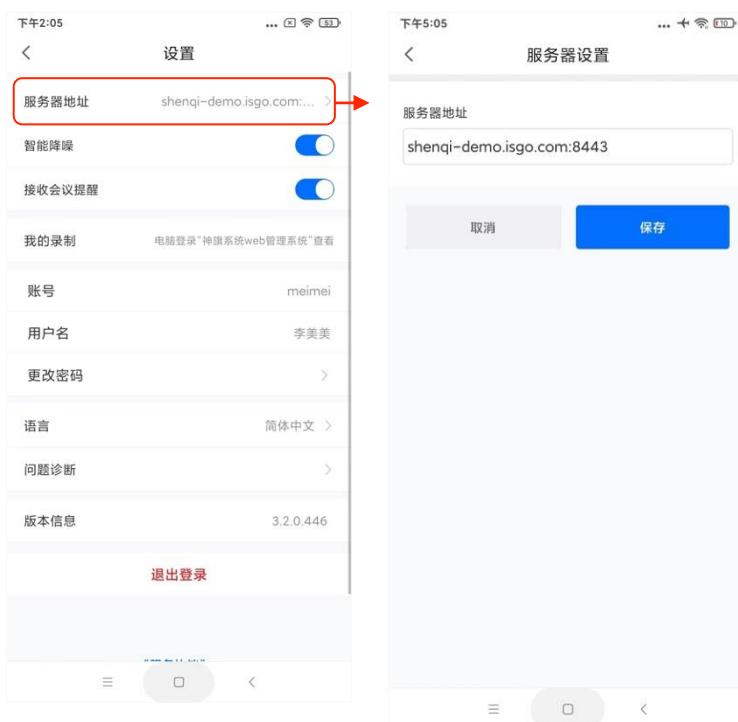 下午2:05
53
设置
服务器地址 shenqi-demo.isgo.com:...
智能降噪
接收会议提醒
我的录制 电脑登录"神旗系统web管理系统"查看
账号 meimei
用户名 李美美
更改密码
语言 简体中文
问题诊断
版本信息 3.2.0.446
退出登录
下午5:05
10
服务器设置
服务器地址
shenqi-demo.isgo.com:8443
取消 保存